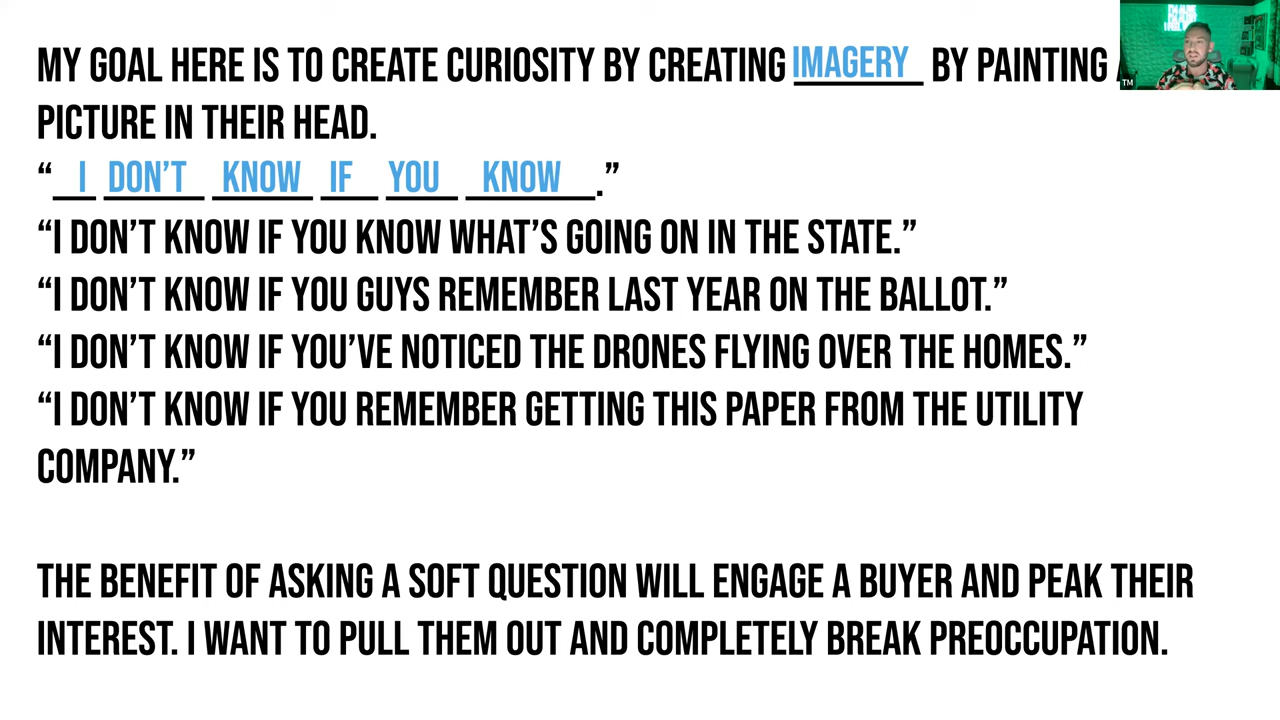 MY GOAL HERE IS TO CREATE CURIOSITY BY CREATING IMAGERY BY PAINTING
PICTURE IN THEIR HEAD.
“I DON’T KNOW IF YOU KNOW.”
“I DON’T KNOW IF YOU KNOW WHAT’S GOING ON IN THE STATE.”
“I DON’T KNOW IF YOU GUYS REMEMBER LAST YEAR ON THE BALLOT.”
“I DON’T KNOW IF YOU’VE NOTICED THE DRONES FLYING OVER THE HOMES.”
“I DON’T KNOW IF YOU REMEMBER GETTING THIS PAPER FROM THE UTILITY
COMPANY.”
THE BENEFIT OF ASKING A SOFT QUESTION WILL ENGAGE A BUYER AND PEAK THEIR
INTEREST. I WANT TO PULL THEM OUT AND COMPLETELY BREAK PREOCCUPATION.
TM